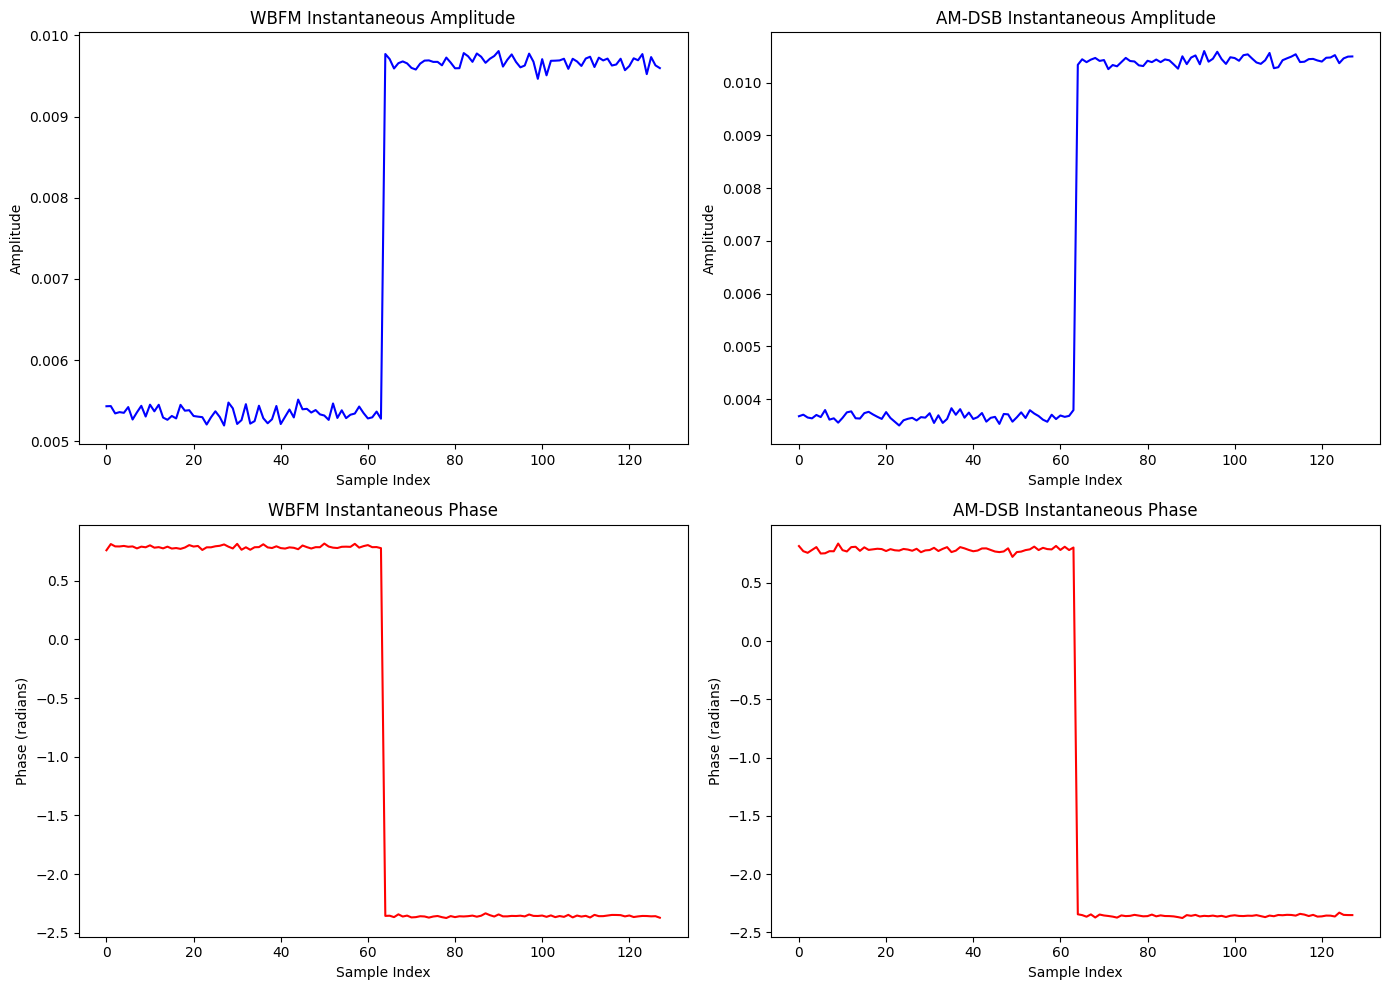 WBFM Instantaneous Amplitude
Amplitude
0.010
0.009
0.008
0.007
0.006
0.005
0 20 40 60 80 100 120
Sample Index
AM-DSB Instantaneous Amplitude
Amplitude
0.010
0.009
0.008
0.007
0.006
0.005
0.004
0 20 40 60 80 100 120
Sample Index
WBFM Instantaneous Phase
Phase (radians)
0.5
0.0
−0.5
−1.0
−1.5
−2.0
−2.5
0 20 40 60 80 100 120
Sample Index
AM-DSB Instantaneous Phase
Phase (radians)
0.5
0.0
−0.5
−1.0
−1.5
−2.0
−2.5
0 20 40 60 80 100 120
Sample Index